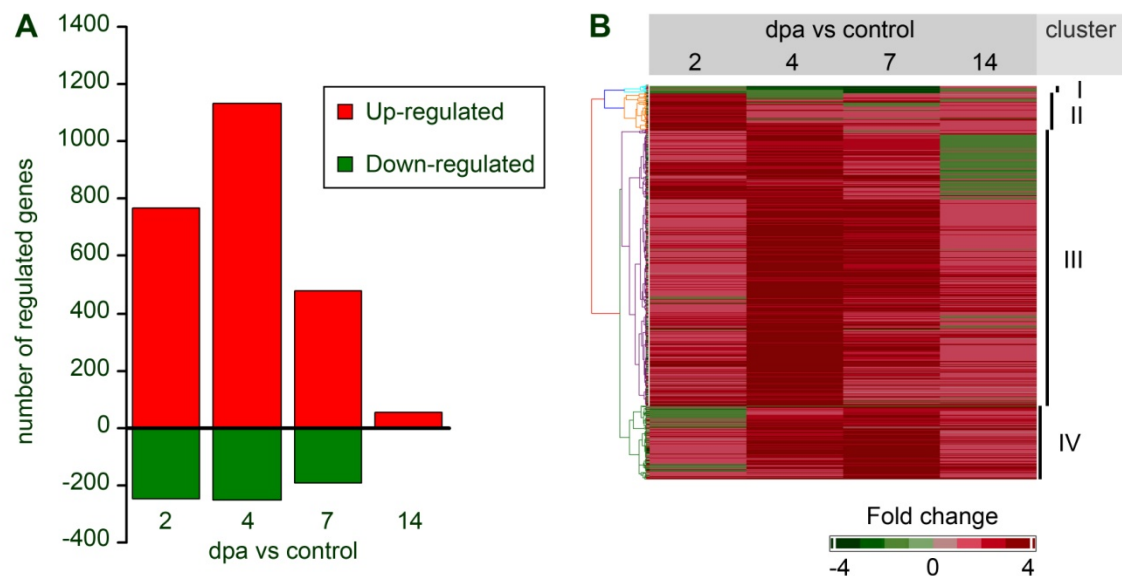 A
1400
1200
1000
800
600
400
200
0
-200
-400
number of regulated genes
Up-regulated
Down-regulated
2 4 7 14
dpa vs control
B
dpa vs control cluster
2 4 7 14
I
II
III
IV
Fold change
-4 0 4